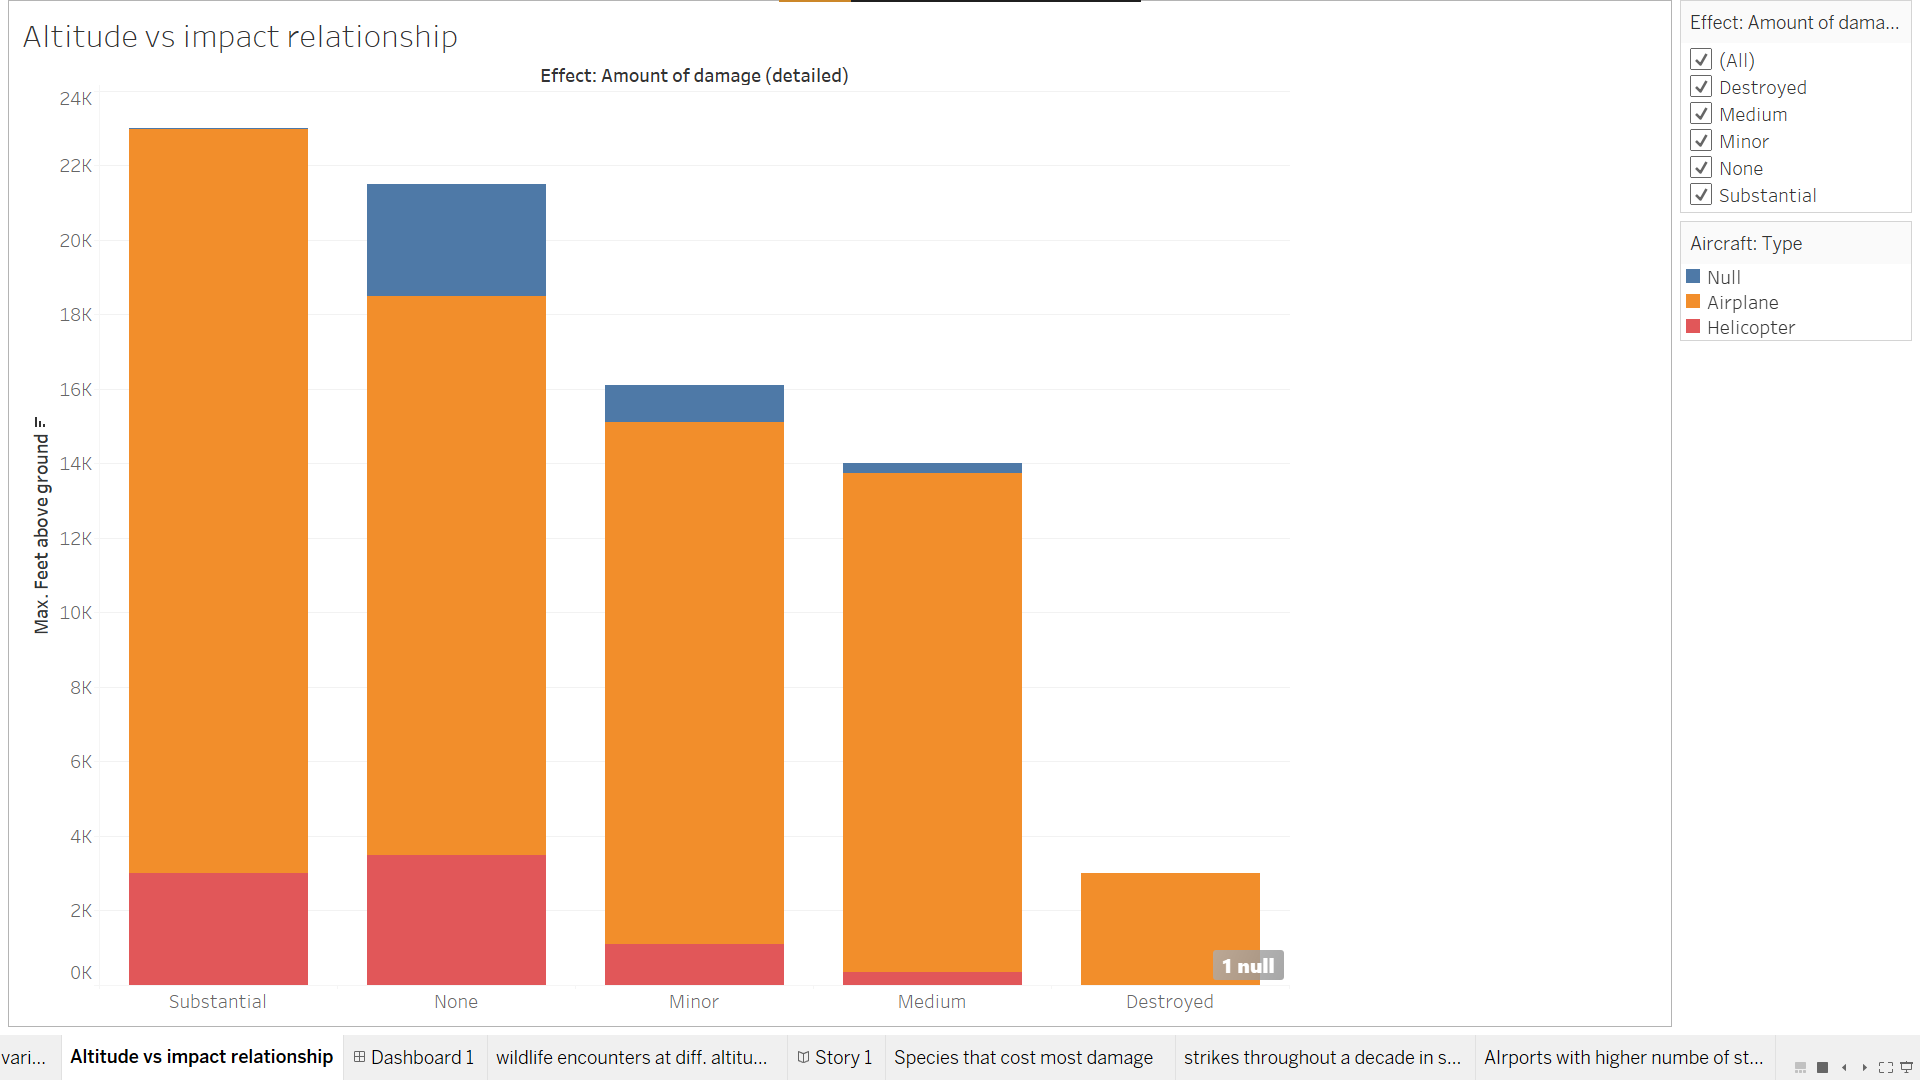 Altitude vs impact relationship
Effect: Amount of damage (detailed)
24K
22K
20K
18K
16K
14K
12K
10K
8K
6K
4K
2K
0K
Max. Feet above ground
1 null
Substantial
None
Minor
Medium
Destroyed
Effect: Amount of dama...
(All)
Destroyed
Medium
Minor
None
Substantial
Aircraft: Type
Null
Airplane
Helicopter
vari...
Altitude vs impact relationship
Dashboard 1
wildlife encounters at diff. altitu...
Story 1
Species that cost most damage
strikes throughout a decade in s...
AIrports with higher numbe of st...